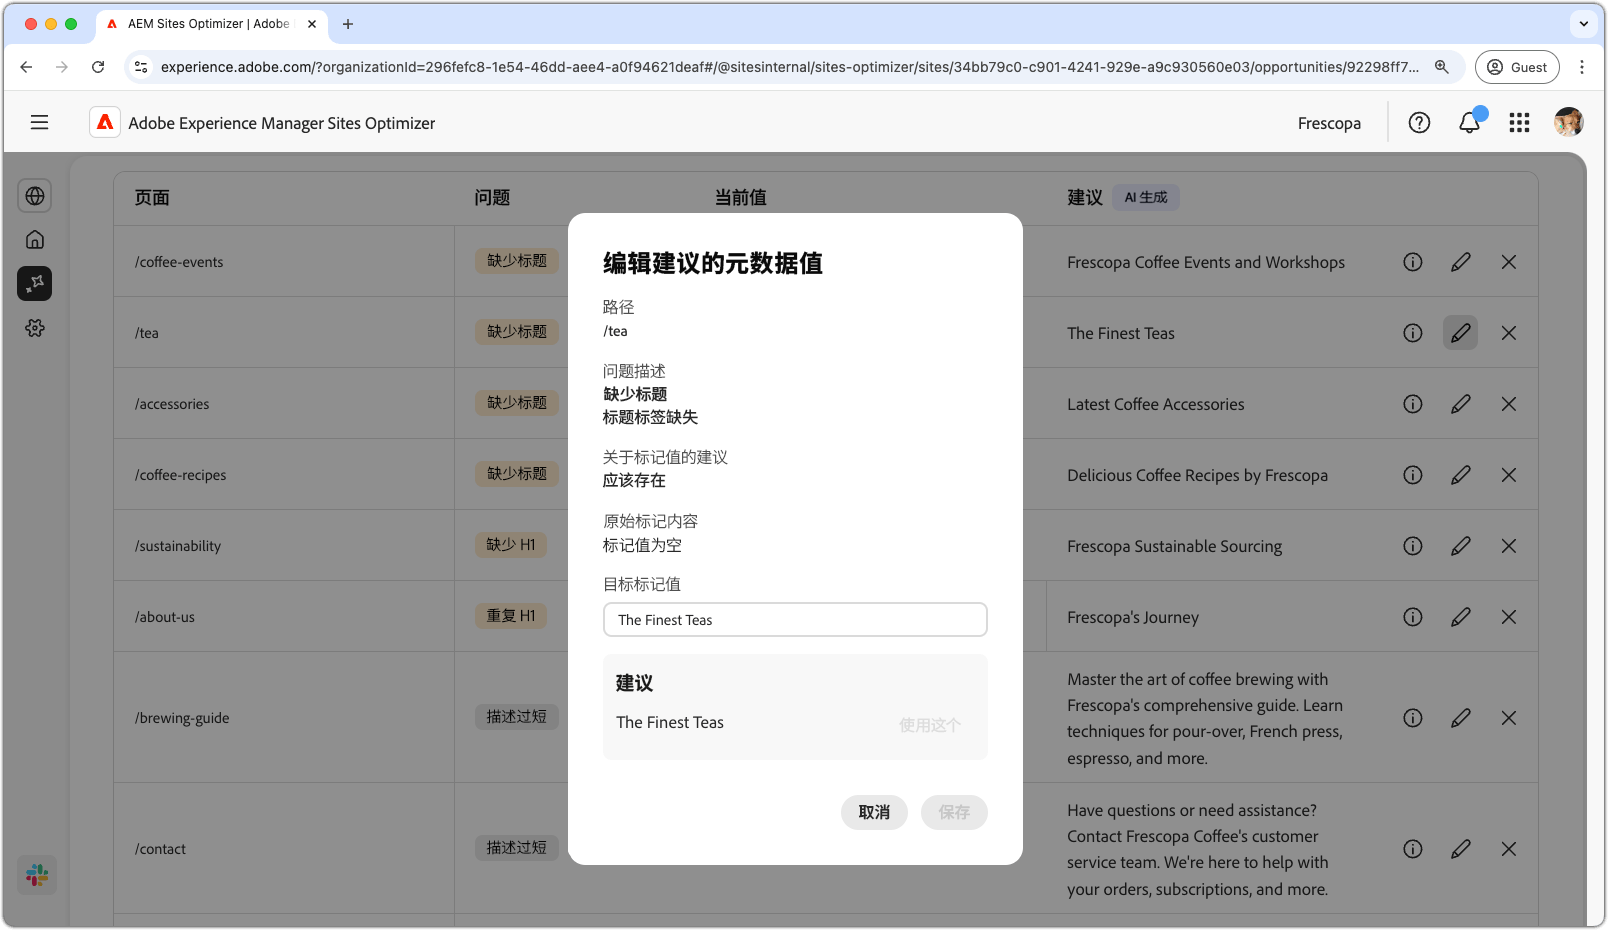 AEM Sites Optimizer | Adobe
experience.adobe.com/?organizationId=296fefc8-1e54-46dd-aee4-a0f94621deaf#/@sitesinternal/sites-optimizer/sites/34bb79c0-c901-4241-929e-a9c930560e03/opportunities/92298ff7...
Guest
Adobe Experience Manager Sites Optimizer
Frescopa
页面
问题
当前值
建议
AI 生成
/coffee-events
缺少标题
Frescopa Coffee Events and Workshops
/tea
缺少标题
The Finest Teas
/accessories
缺少标题
Latest Coffee Accessories
/coffee-recipes
缺少标题
Delicious Coffee Recipes by Frescopa
/sustainability
缺少 H1
Frescopa Sustainable Sourcing
/about-us
重复 H1
Frescopa's Journey
/brewing-guide
描述过短
Master the art of coffee brewing with
Frescopa's comprehensive guide. Learn
techniques for pour-over, French press,
espresso, and more.
/contact
描述过短
Have questions or need assistance?
Contact Frescopa Coffee's customer
service team. We're here to help with
your orders, subscriptions, and more.
编辑建议的元数据值
路径
/tea
问题描述
缺少标题
标题标签缺失
关于标记值的建议
应该存在
原始标记内容
标记值为空
目标标记值
The Finest Teas
建议
The Finest Teas
使用这个
取消
保存